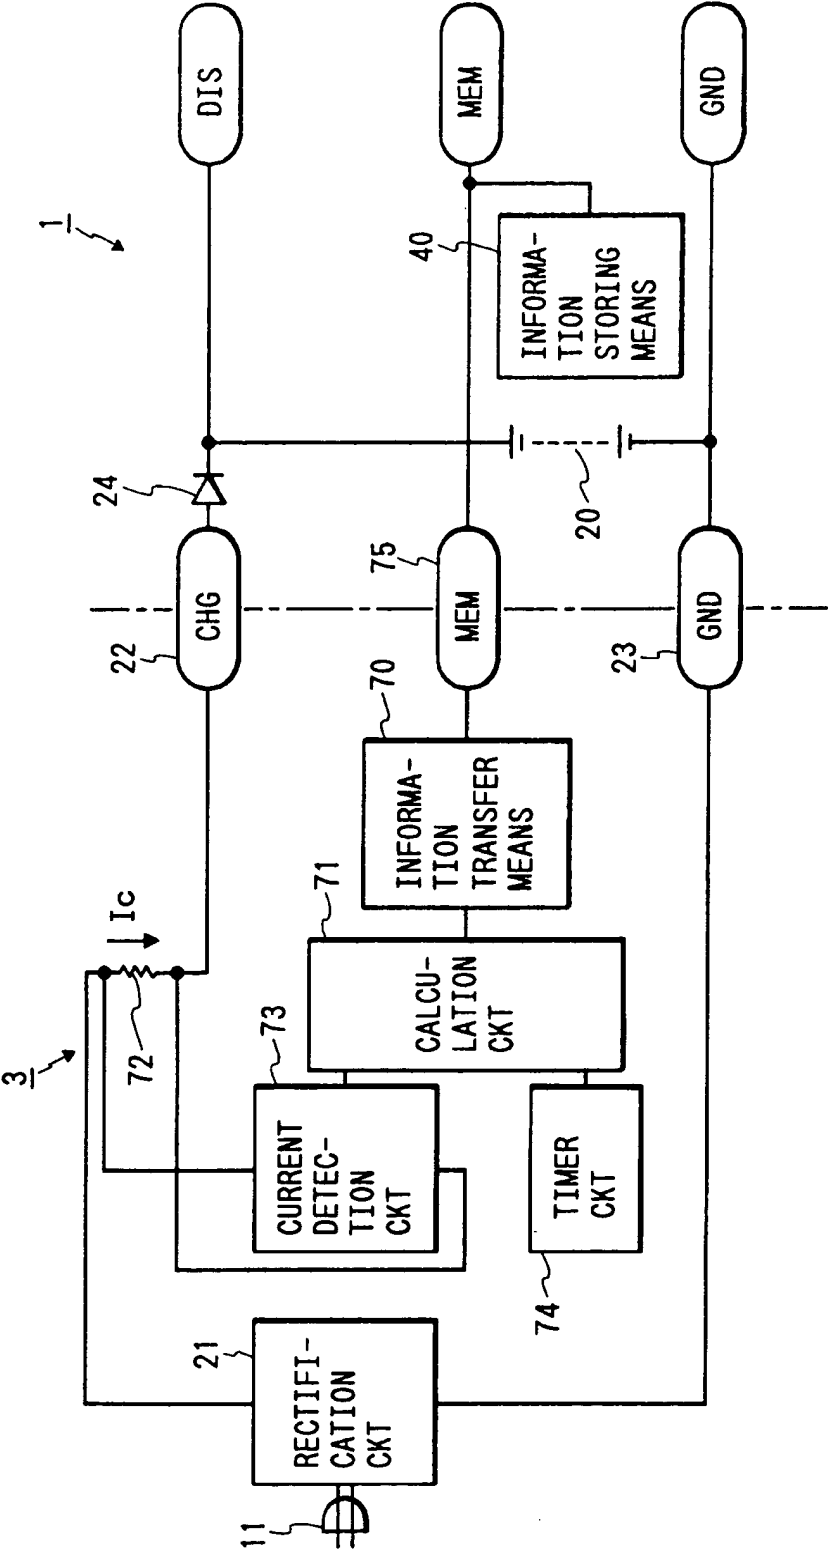 3
1
11
21
RECTIFI-
CATION
CKT
72
Ic
73
CURRENT
DETEC-
TION
CKT
74
TIMER
CKT
71
CALCU-
LATION
CKT
70
INFORMA-
TION
TRANSFER
MEANS
22
CHG
75
MEM
23
GND
24
20
40
INFORMA-
TION
STORING
MEANS
DIS
MEM
GND